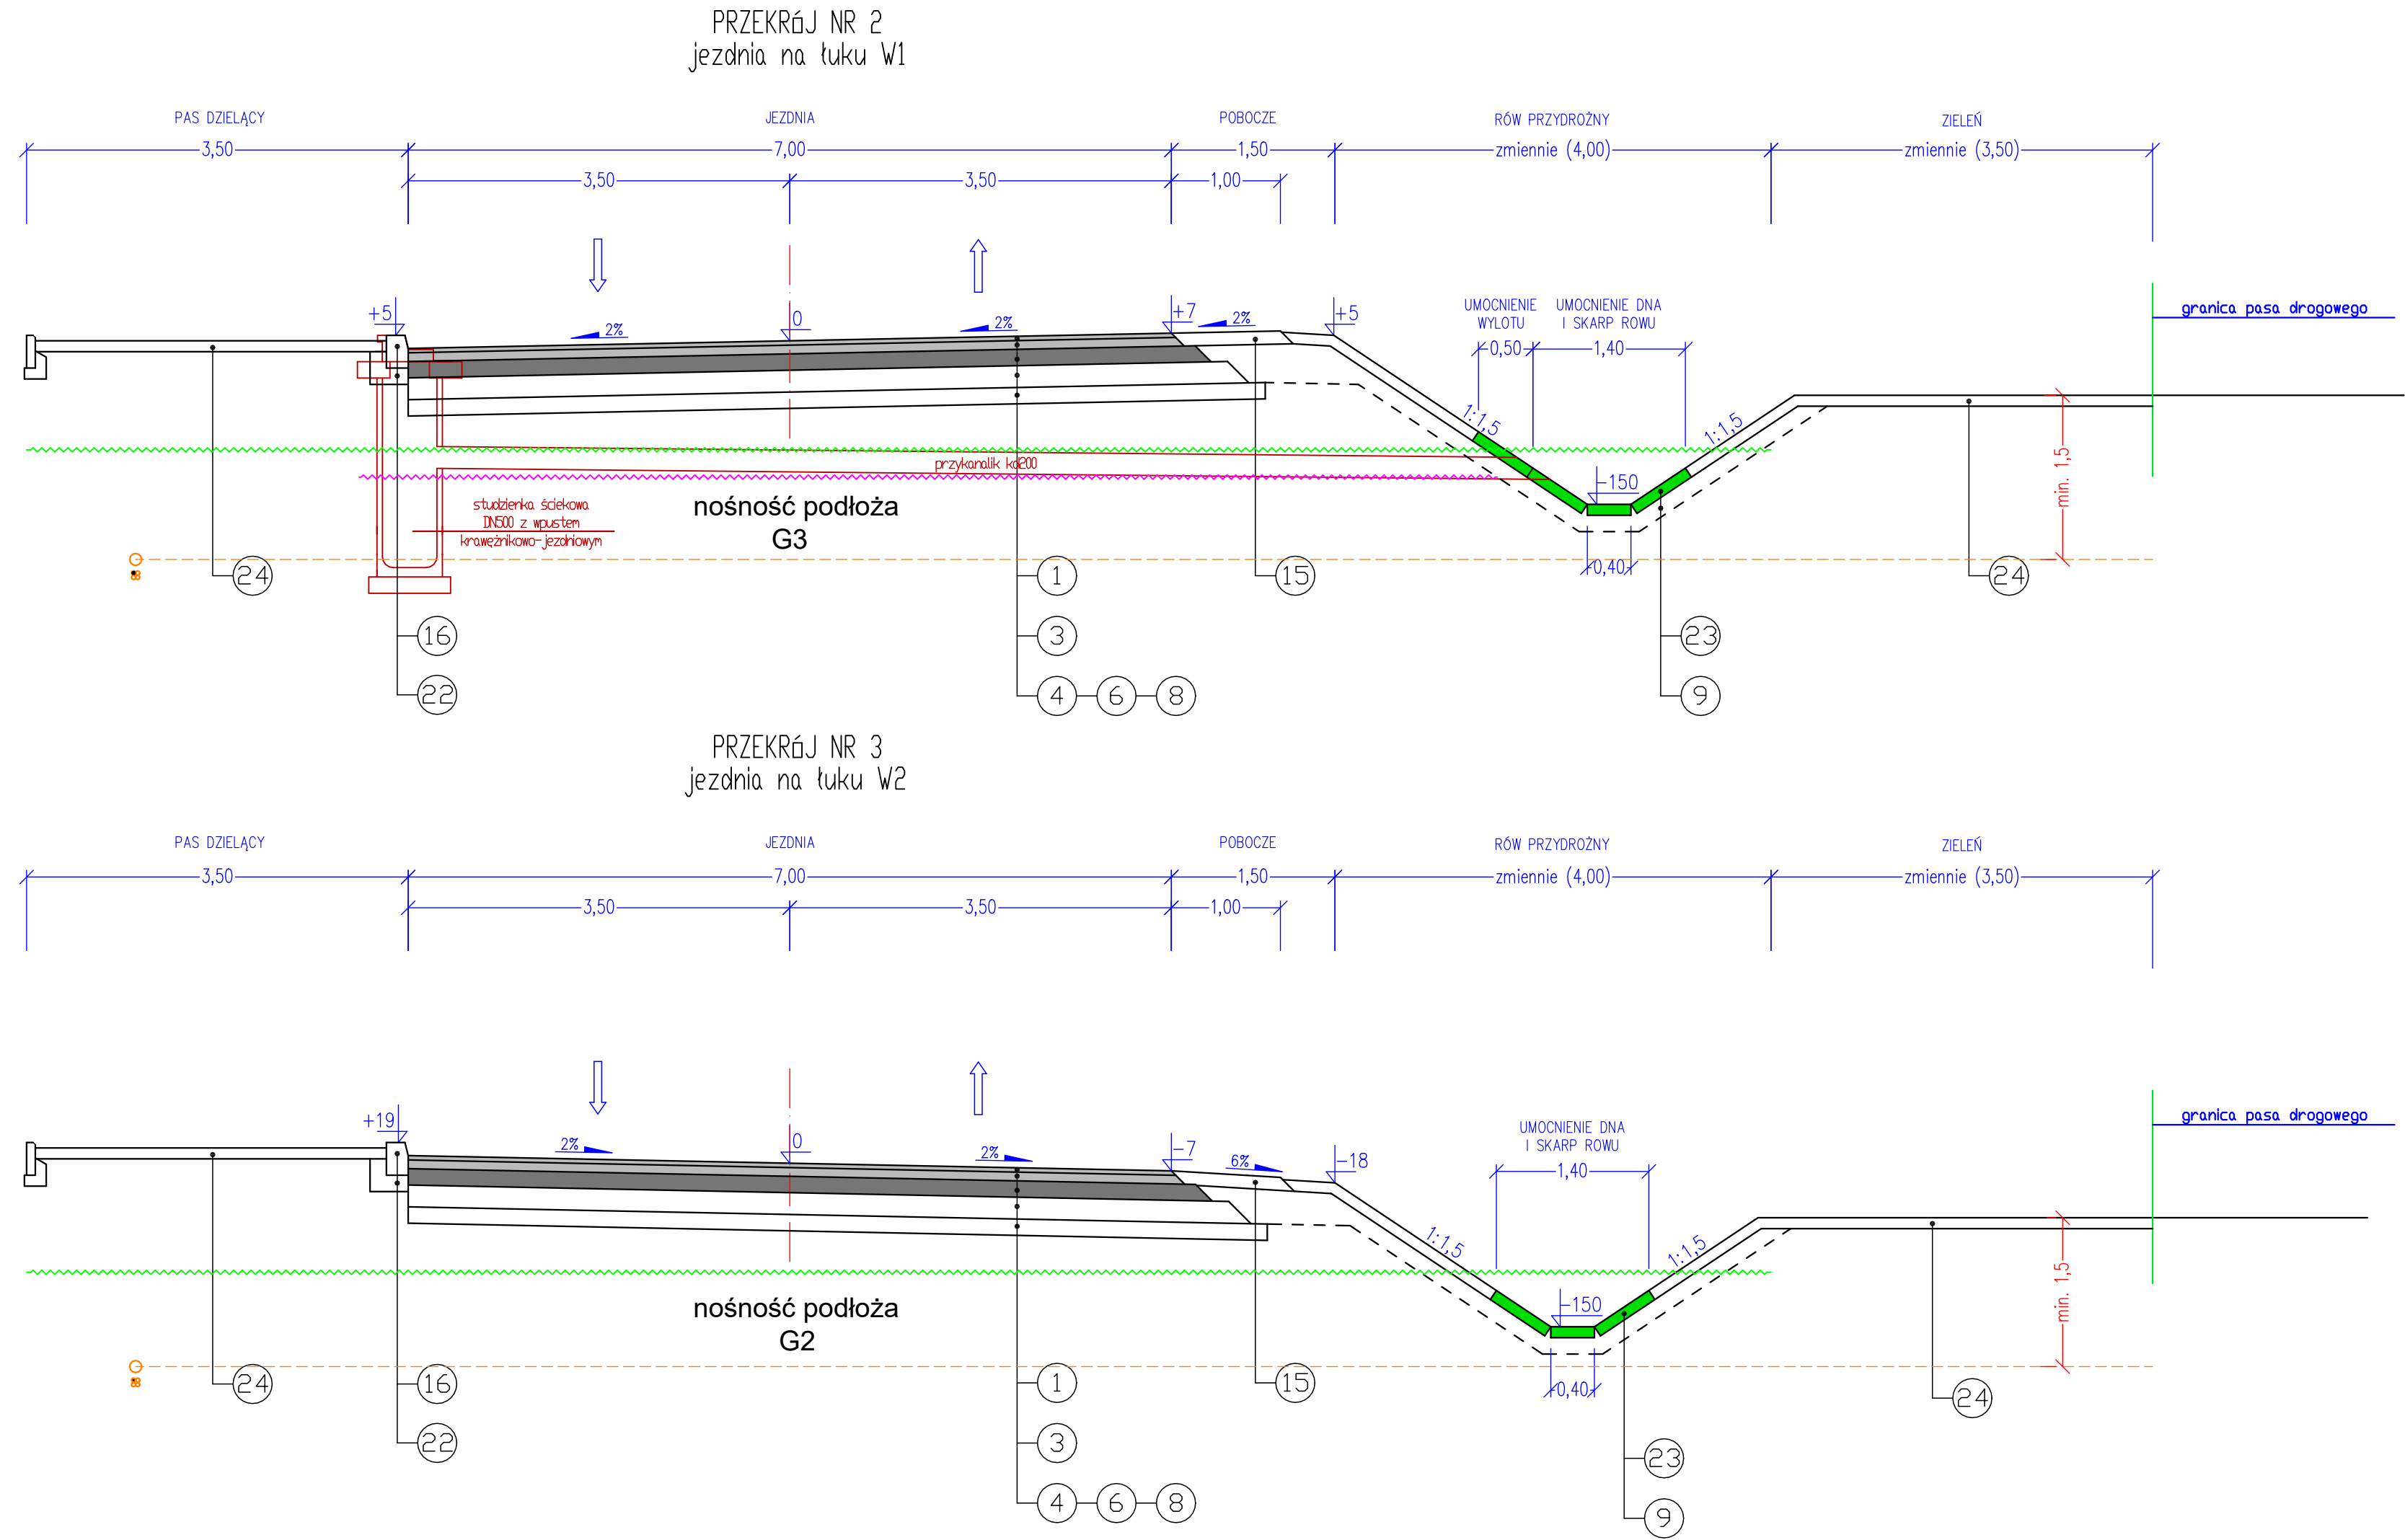 PRZEKRóJ NR 2
jezdnia na łuku W1
PAS DZIELĄCY
JEZDNIA
POBOCZE
RÓW PRZYDROŻNY
ZIELEŃ
3,50
7,00
1,50
zmiennie (4,00)
zmiennie (3,50)
3,50
3,50
1,00
+5
2%
0
2%
+7
2%
+5
UMOCNIENIE
WYLOTU
UMOCNIENIE DNA
I SKARP ROWU
granica pasa drogowego
0,50
1,40
1:1,5
1:1,5
min. 1,5
przykanalik kd200
-150
studzienka ściekowa
DN500 z wpustem
krawężnikowo-jezdniowym
nośność podłoża
G3
0,40
24
1
15
24
16
3
23
22
4
6
8
9
PRZEKRóJ NR 3
jezdnia na łuku W2
PAS DZIELĄCY
JEZDNIA
POBOCZE
RÓW PRZYDROŻNY
ZIELEŃ
3,50
7,00
1,50
zmiennie (4,00)
zmiennie (3,50)
3,50
3,50
1,00
+19
2%
0
2%
-7
6%
-18
UMOCNIENIE DNA
I SKARP ROWU
granica pasa drogowego
1,40
1:1,5
1:1,5
min. 1,5
-150
nośność podłoża
G2
0,40
24
16
1
15
24
22
3
23
4
6
8
9